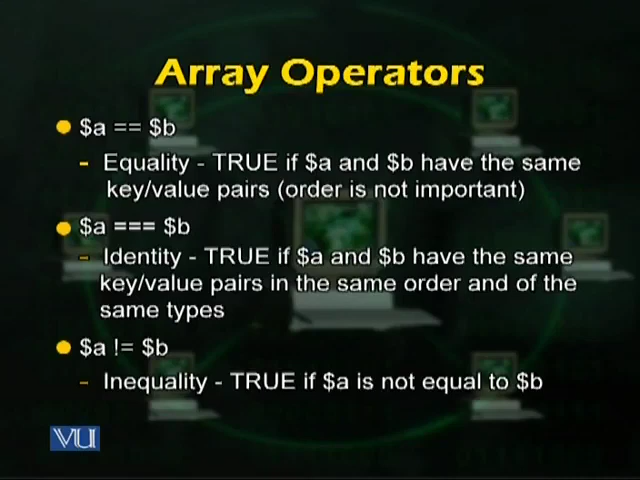 Array Operators
$a == $b
- Equality - TRUE if $a and $b have the same
key/value pairs (order is not important)
$a === $b
- Identity - TRUE if $a and $b have the same
key/value pairs in the same order and of the
same types
$a != $b
- Inequality - TRUE if $a is not equal to $b
VU